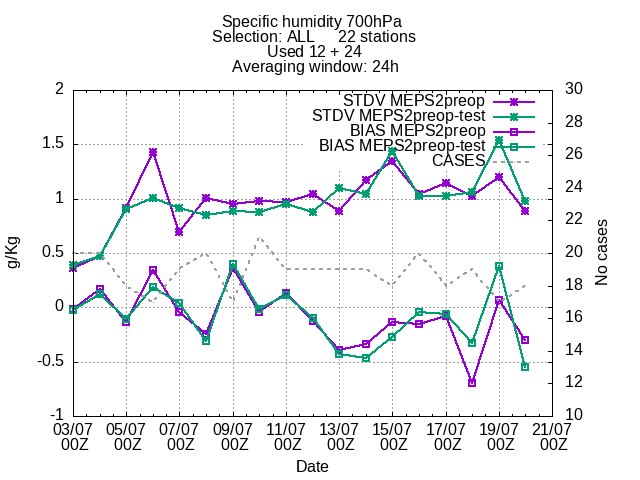 Specific humidity 700hPa
Selection: ALL 22 stations
Used 12 + 24
Averaging window: 24h
STDV MEPS2preop
STDV MEPS2preop-test
BIAS MEPS2preop
BIAS MEPS2preop-test
CASES
2
1.5
1
0.5
0
-0.5
-1
g/Kg
30
28
26
24
22
20
18
16
14
12
10
No cases
03/07 05/07 07/07 09/07 11/07 13/07 15/07 17/07 19/07 21/07
00Z 00Z 00Z 00Z 00Z 00Z 00Z 00Z 00Z 00Z
Date